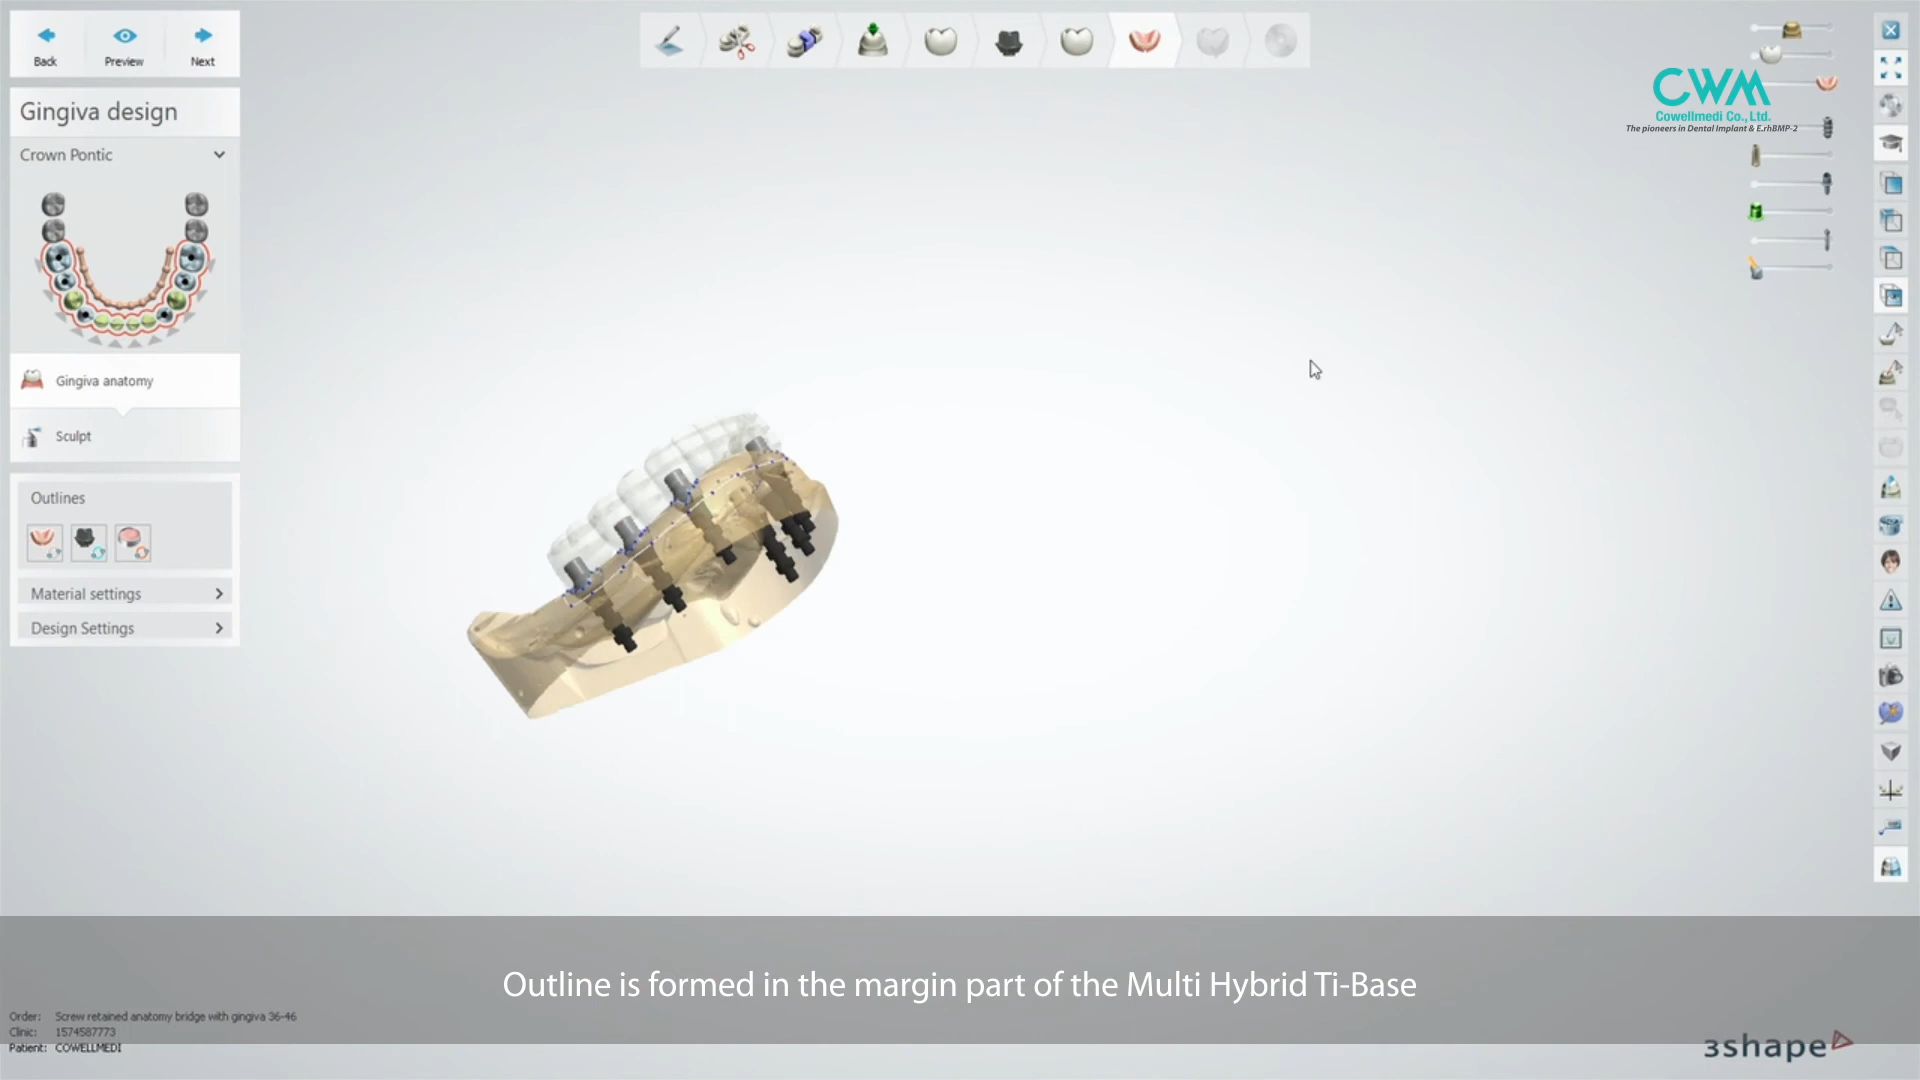 Back
Preview
Next
Gingiva design
Crown Pontic
Gingiva anatomy
Sculpt
Outlines
Material settings
Design Settings
CWM
Cowellmedi Co., Ltd.
The pioneers in Dental Implant & E.rhBMP-2
Outline is formed in the margin part of the Multi Hybrid Ti-Base
Order: Screw retained anatomy bridge with gingiva 36-46
Clinic: 1574587773
Patient: COWELLMEDI
3shape